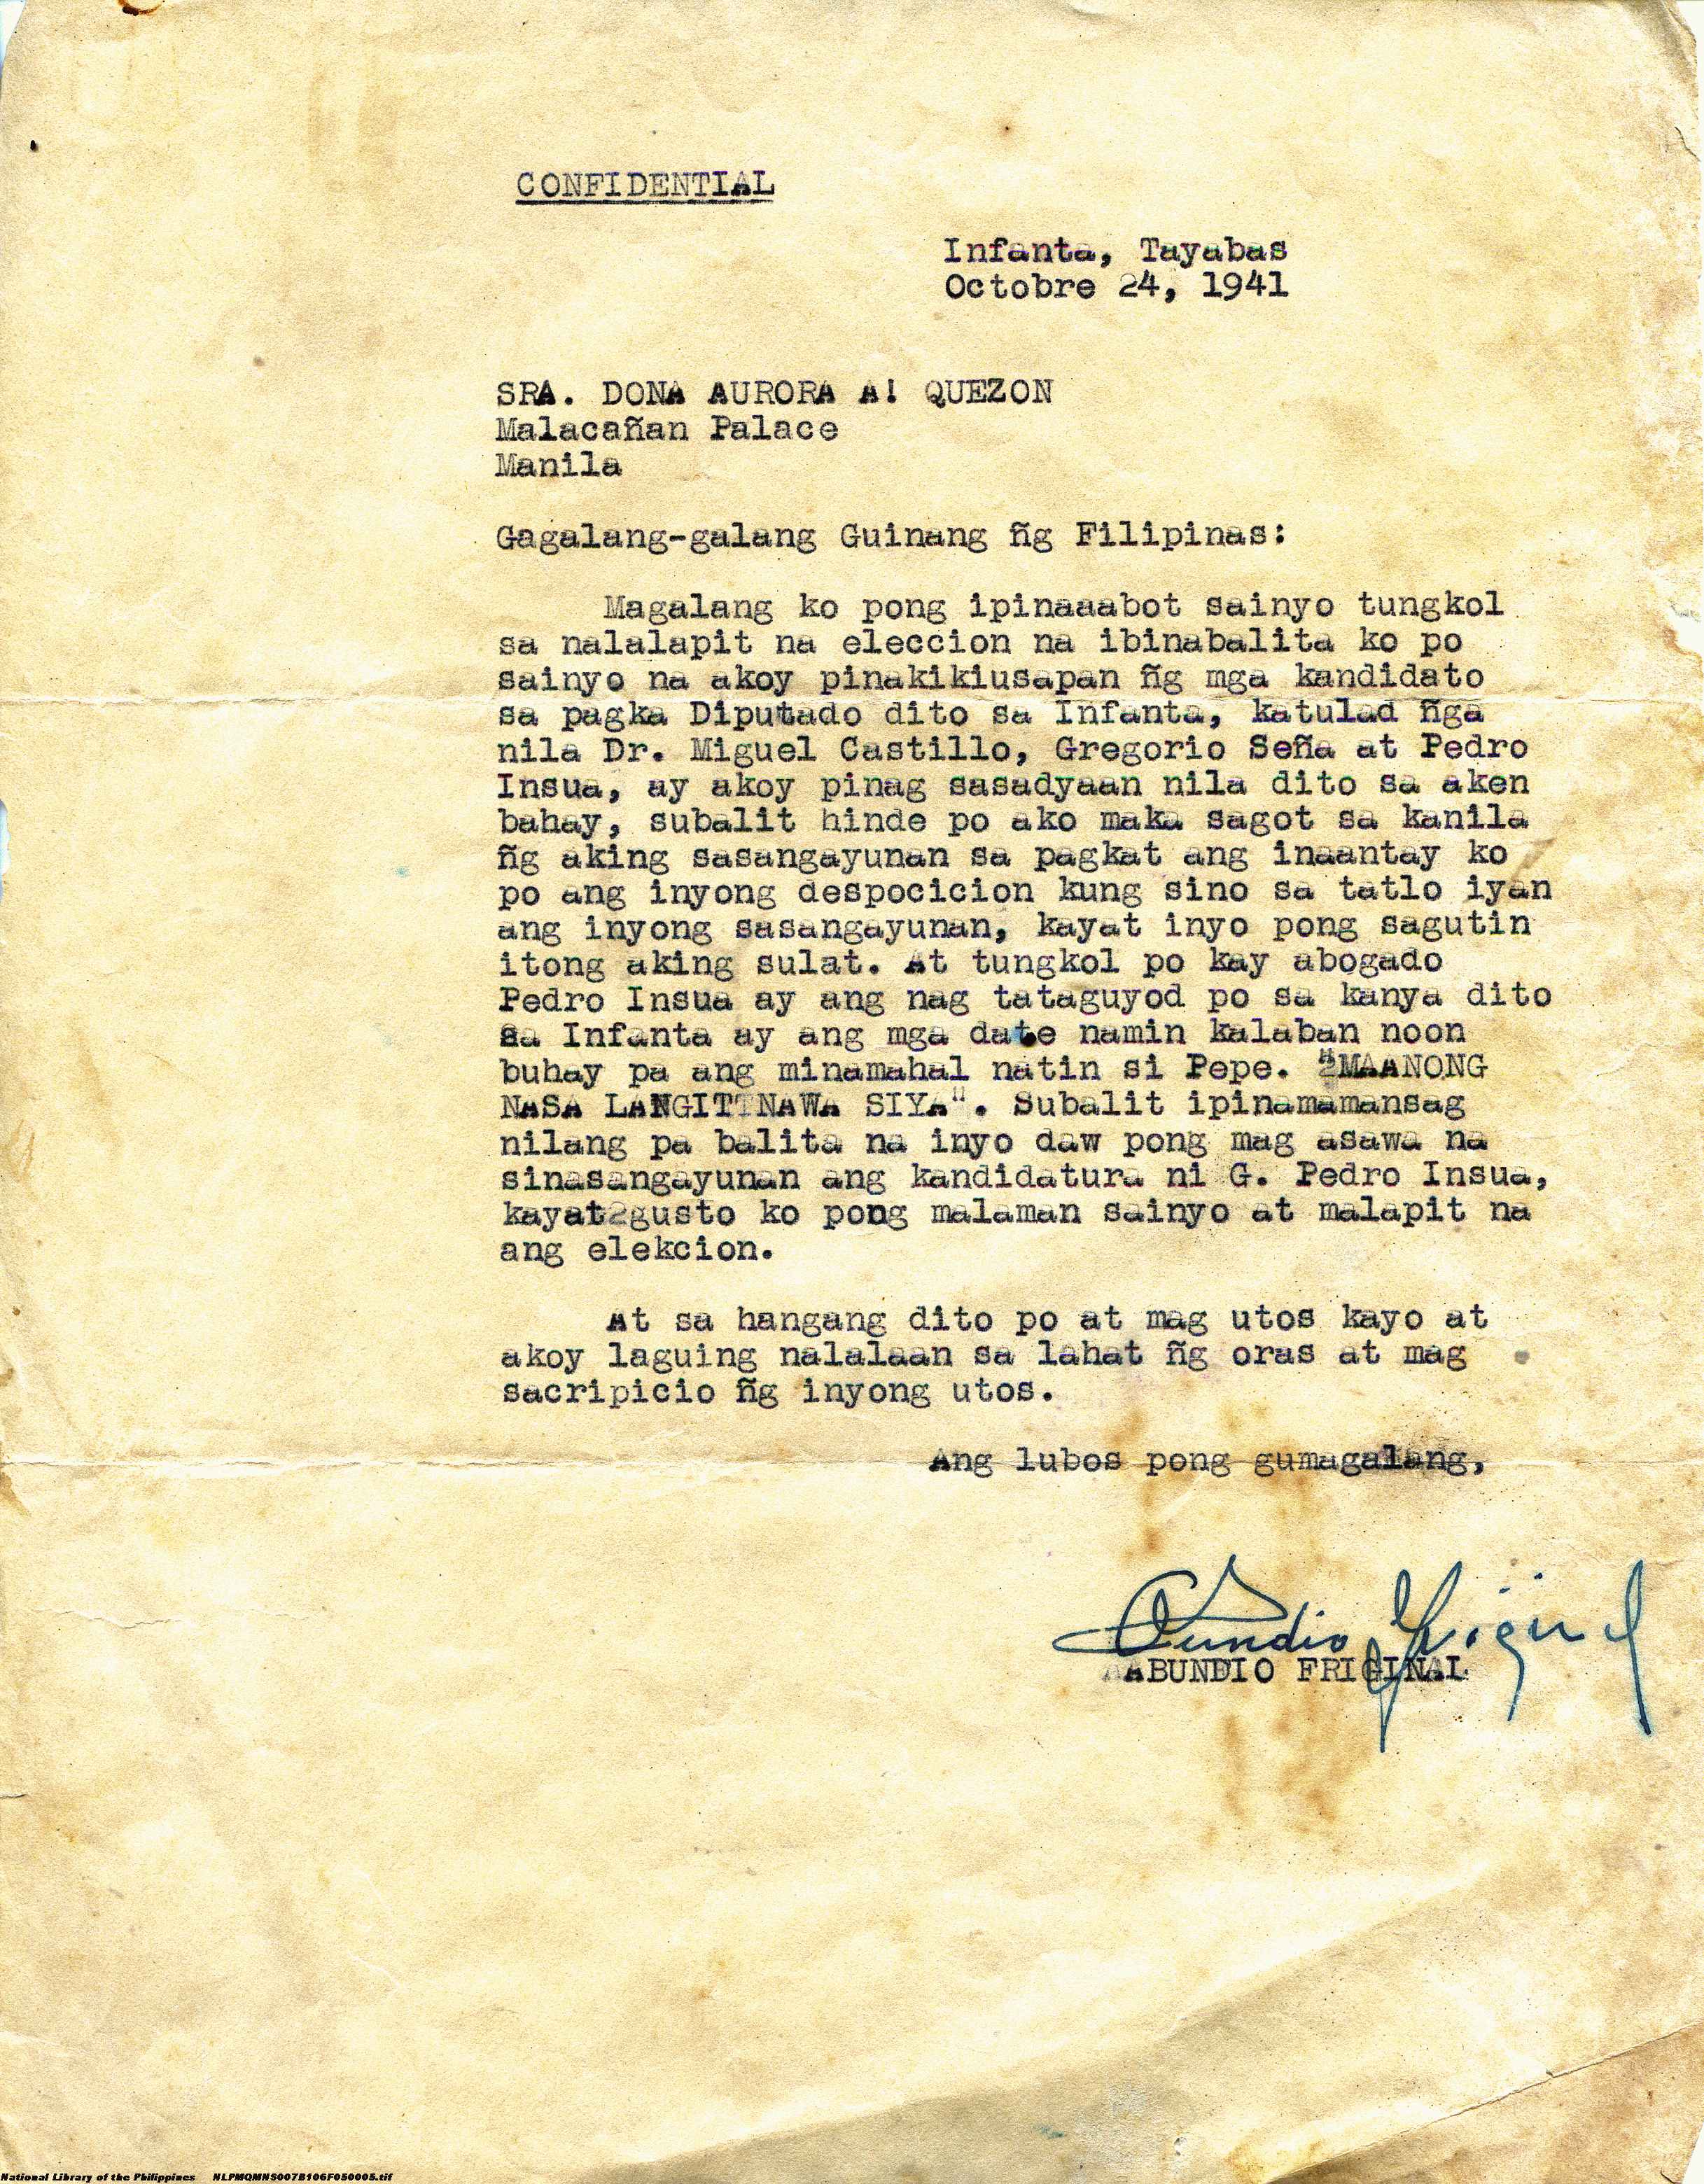 CONFIDENTIAL
Infanta, Tayabas
Octobre 24, 1941
SRA. DONA AURORA A! QUEZON
Malacañan Palace
Manila
Gagalang-galang Guinang ñg Filipinas:
Magalang ko pong ipinaaabot sainyo tungkol
sa nalalapit na eleccion na ibinabalita ko po
sainyo na akoy pinakikiusapan ñg mga kandidato
sa pagka Diputado dito sa Infanta, katulad ñga
nila Dr. Miguel Castillo, Gregorio Seña at Pedro
Insua, ay akoy pinag sasadyaan nila dito sa aken
bahay, subalit hinde po ako maka sagot sa kanila
ñg aking sasangayunan sa pagkat ang inaantay ko
po ang inyong despocicion kung sino sa tatlo iyan
ang inyong sasangayunan, kayat inyo pong sagutin
itong aking sulat. At tungkol po kay abogado
Pedro Insua ay ang nag tataguyod po sa kanya dito
sa Infanta ay ang mga date namin kalaban noon
buhay pa ang minamahal natin si Pepe. "MAANONG
NASA LANGIT NAWA SIYA". Subalit ipinamamansag
nilang pa balita na inyo daw pong mag asawa na
sinasangayunan ang kandidatura ni G. Pedro Insua,
kayat gusto ko pong malaman sainyo at malapit na
ang elekcion.
At sa hangang dito po at mag utos kayo at
akoy laguing nalalaan sa lahat ñg oras at mag
sacripicio ñg inyong utos.
Ang lubos pong gumagalang,
ABUNDIO FRIGINAL
National Library of the Philippines NLPMQMNS007B106F050005.tif